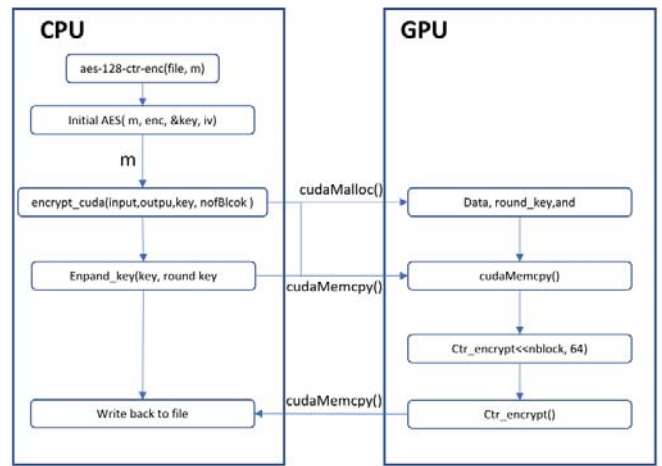 CPU
GPU
aes-128-ctr-enc(file, m)
Initial AES( m, enc, &key, iv)
m
cudaMalloc()
encrypt_cuda(input,outpu,key, nofBlcok )
Data, round_key,and
Enpand_key(key, round key
cudaMemcpy()
cudaMemcpy()
Ctr_encrypt<<nblock, 64)
cudaMemcpy()
Write back to file
Ctr_encrypt()